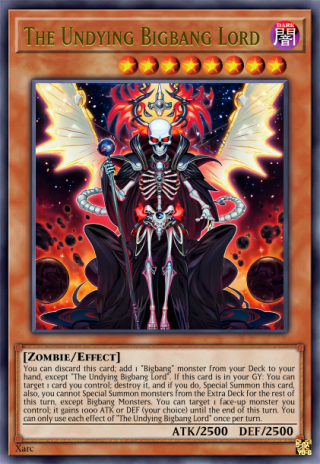 The Undying Bigbang Lord
DARK
闇
[Zombie/Effect]
You can discard this card; add 1 "Bigbang" monster from your Deck to your
hand, except "The Undying Bigbang Lord". If this card is in your GY: You can
target 1 card you control; destroy it, and if you do, Special Summon this card,
also, you cannot Special Summon monsters from the Extra Deck for the rest of
this turn, except Bigbang Monsters. You can target 1 face-up monster you
control; it gains 1000 ATK or DEF (your choice) until the end of this turn. You
can only use each effect of "The Undying Bigbang Lord" once per turn.
ATK/2500 DEF/2500
Xarc